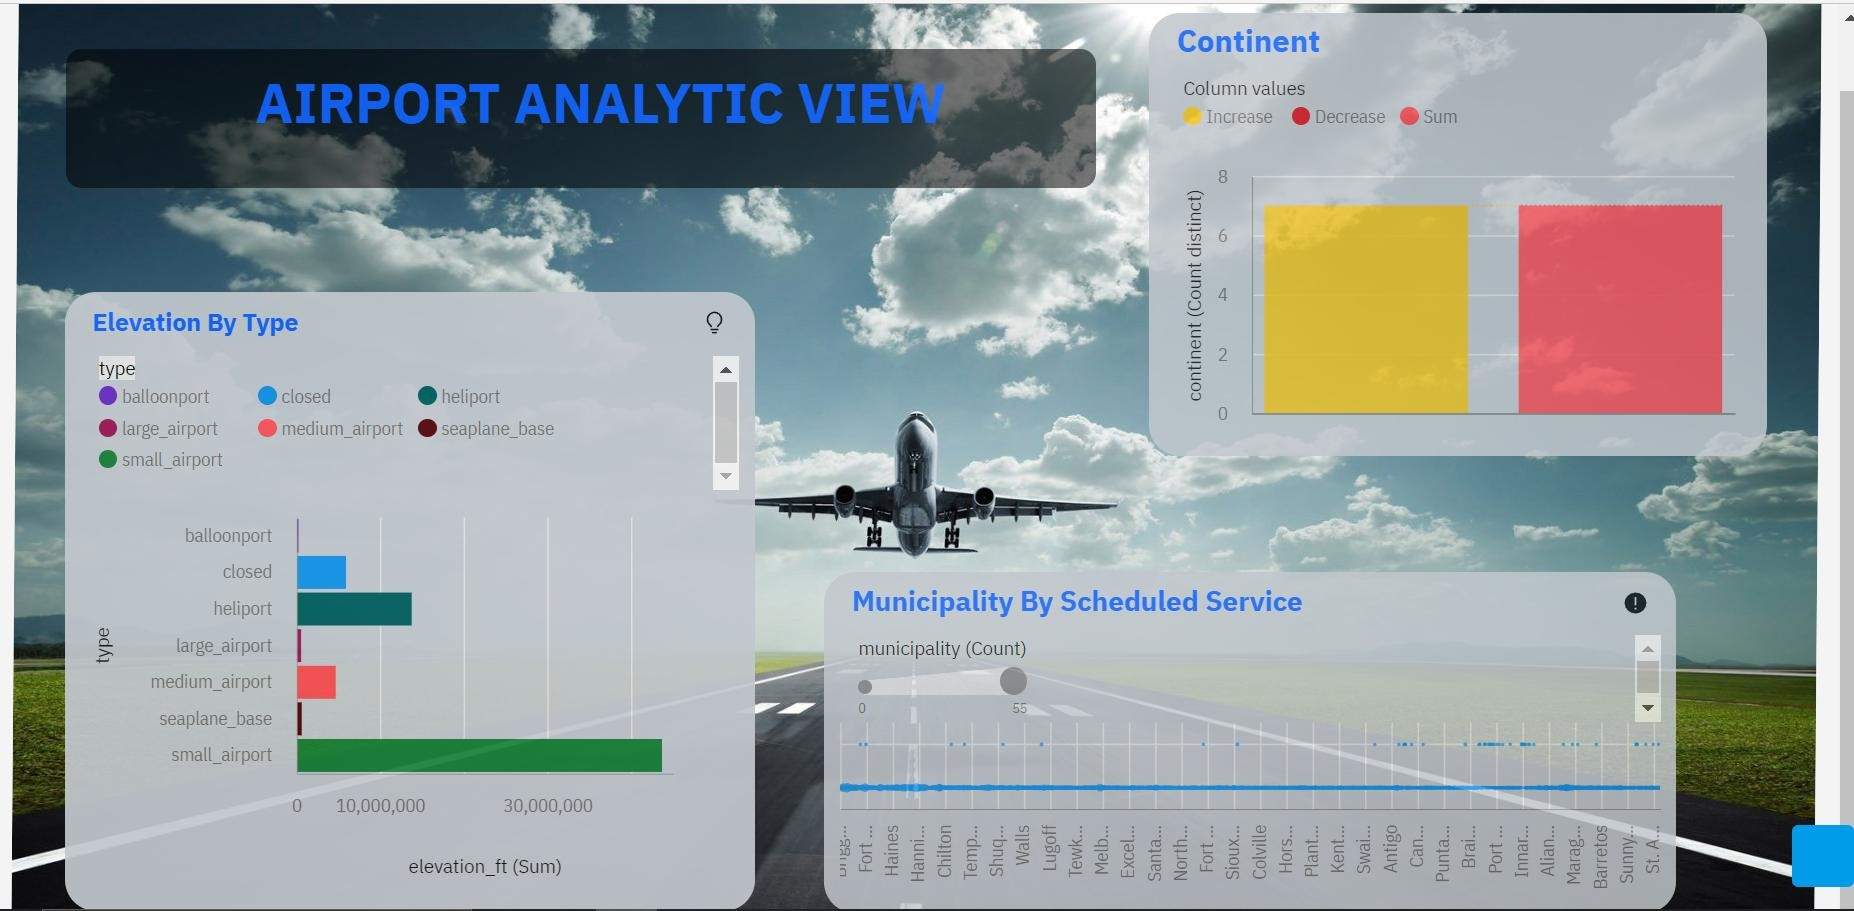 AIRPORT ANALYTIC VIEW
Continent
Column values
Increase Decrease Sum
continent (Count distinct)
8
6
4
2
0
Elevation By Type
type
balloonport closed heliport
large_airport medium_airport seaplane_base
small_airport
type
balloonport
closed
heliport
large_airport
medium_airport
seaplane_base
small_airport
0 10,000,000 30,000,000
elevation_ft (Sum)
Municipality By Scheduled Service
municipality (Count)
0 55
Fort ...
Haines
Hanni...
Chilton
Temp...
Shuq...
Walls
Lugoff
Tewk...
Melb...
Excel...
Santa...
North...
Fort ...
Sioux...
Colville
Hors...
Plant...
Kent...
Swai...
Antigo
Can...
Punta...
Brai...
Port ...
Innar...
Alian...
Marag...
Barretos
Sunny...
St. A...